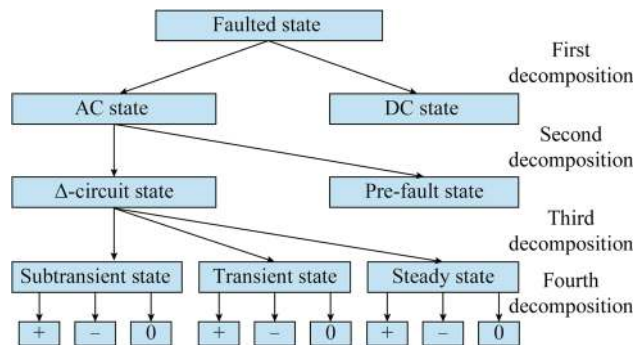 Faulted state
First
decomposition
AC state
DC state
Second
decomposition
Δ-circuit state
Pre-fault state
Third
decomposition
Subtransient state
Transient state
Steady state
Fourth
decomposition
+ – 0 + – 0 + – 0